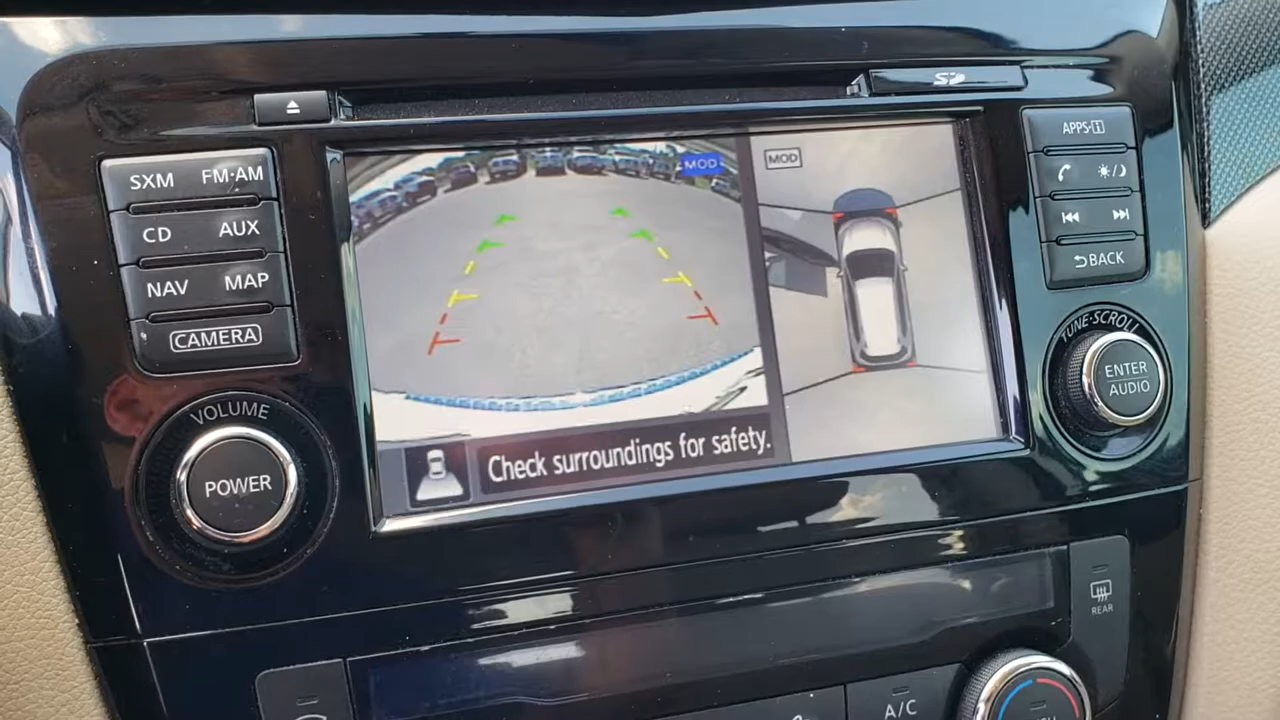 SD
APPS·i
SXM FM·AM
MOD
MOD
CD AUX
NAV MAP
BACK
CAMERA
TUNE·SCROLL
ENTER
AUDIO
VOLUME
POWER
Check surroundings for safety.
REAR
A/C